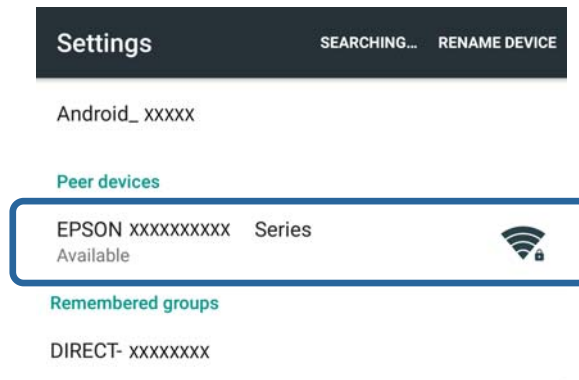 Settings SEARCHING... RENAME DEVICE
Android_ xxxxx
Peer devices
EPSON xxxxxxxxxx Series
Available
Remembered groups
DIRECT- xxxxxxxx